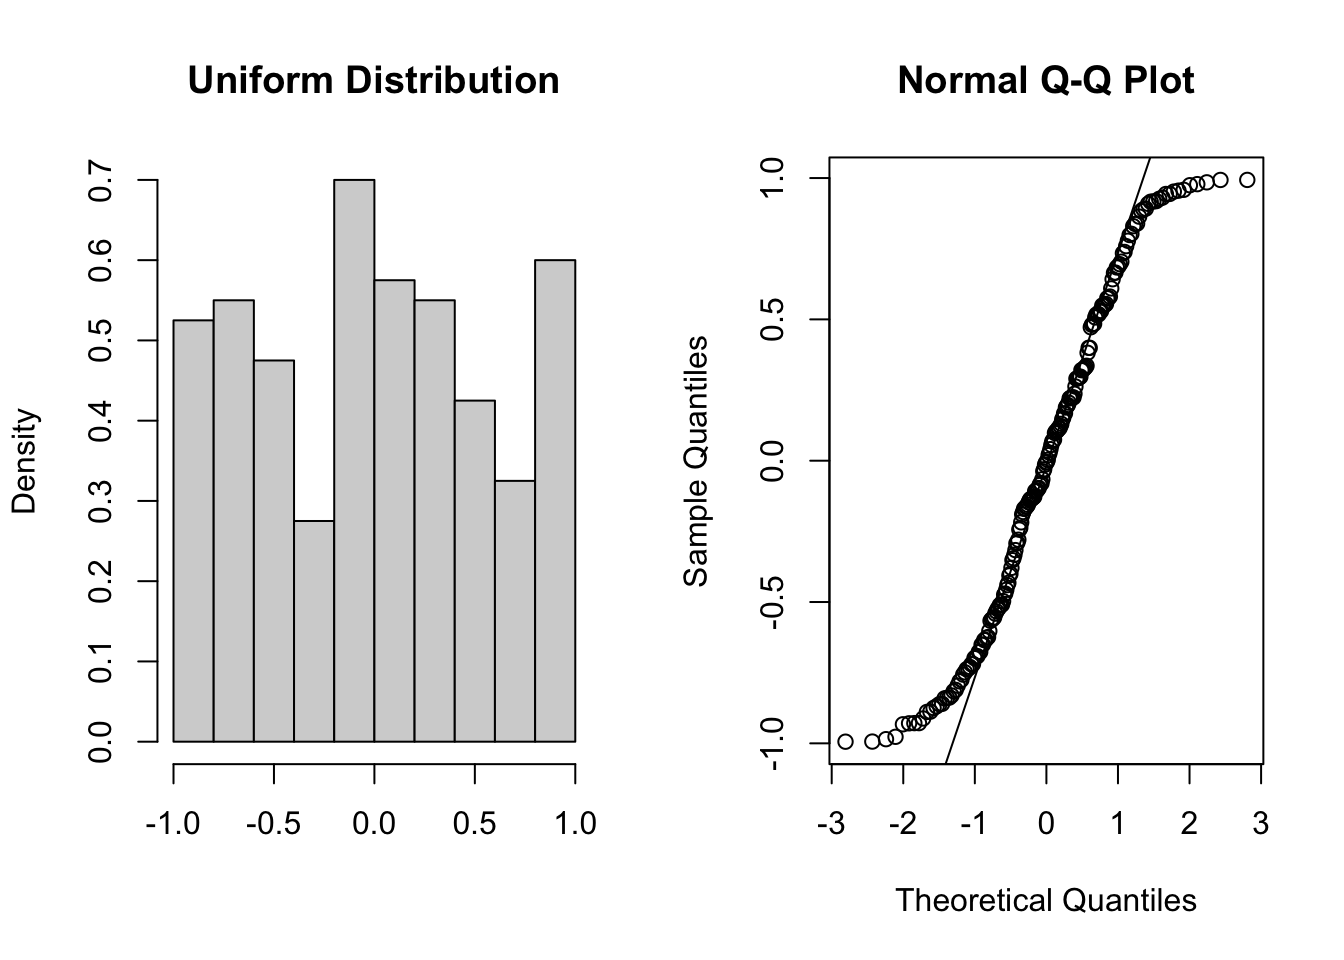 Uniform Distribution
Density
0.0 0.1 0.2 0.3 0.4 0.5 0.6 0.7
-1.0 -0.5 0.0 0.5 1.0
Normal Q-Q Plot
Sample Quantiles
-1.0 -0.5 0.0 0.5 1.0
-3 -2 -1 0 1 2 3
Theoretical Quantiles